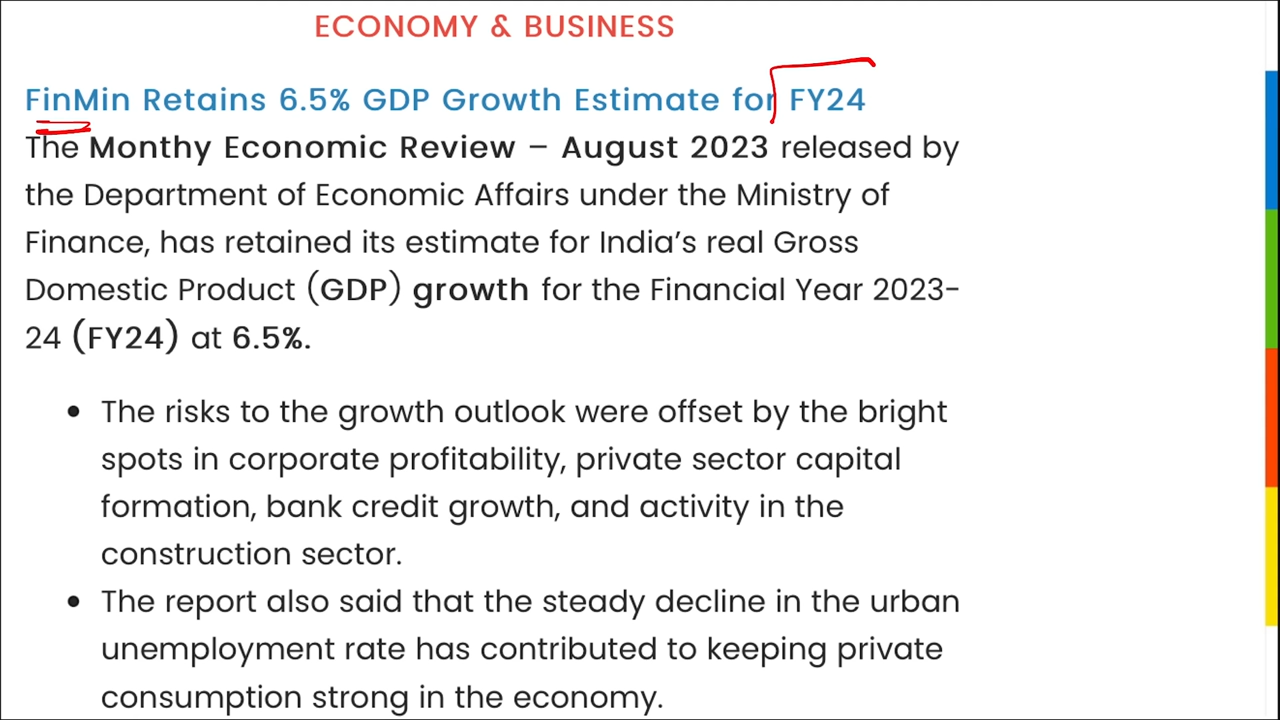 ECONOMY & BUSINESS
FinMin Retains 6.5% GDP Growth Estimate for FY24
The Monthy Economic Review – August 2023 released by
the Department of Economic Affairs under the Ministry of
Finance, has retained its estimate for India's real Gross
Domestic Product (GDP) growth for the Financial Year 2023-
24 (FY24) at 6.5%.
• The risks to the growth outlook were offset by the bright
spots in corporate profitability, private sector capital
formation, bank credit growth, and activity in the
construction sector.
• The report also said that the steady decline in the urban
unemployment rate has contributed to keeping private
consumption strong in the economy.